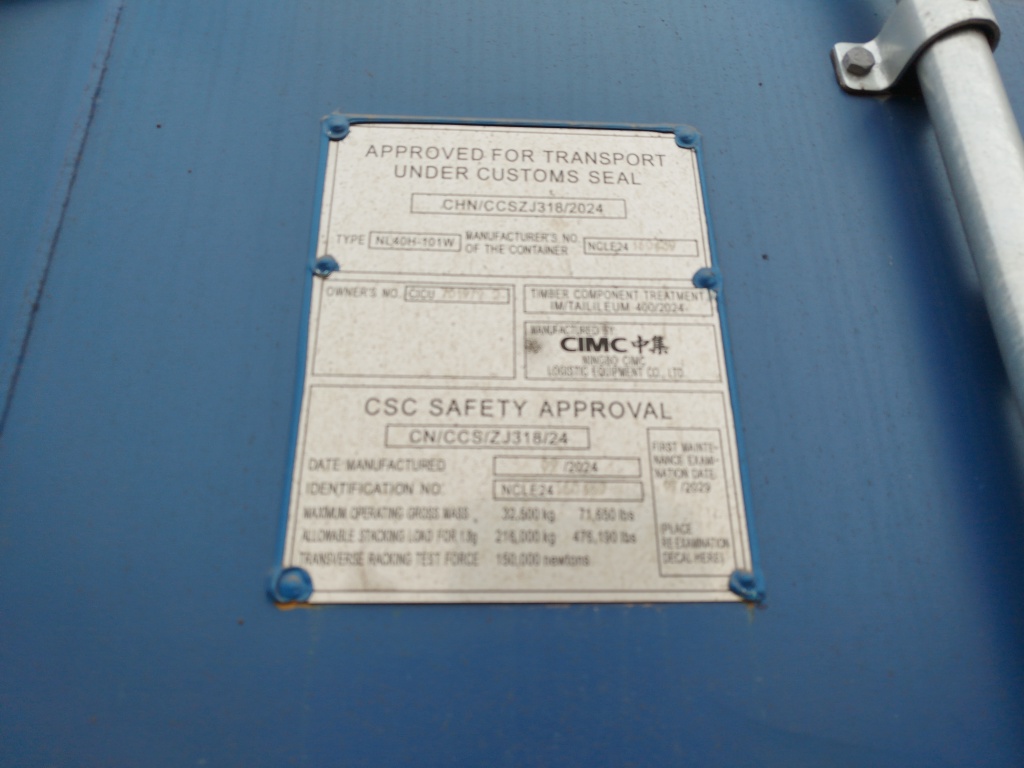 APPROVED FOR TRANSPORT
UNDER CUSTOMS SEAL
CHN/CCSZJ318/2024
TYPE NL40H-101W MANUFACTURER'S NO. OF THE CONTAINER NCLE24
OWNER'S NO. CICU
TIMBER COMPONENT TREATMENT
IM/TAILILEUM 400/2024
MANUFACTURED BY
CIMC中集
NINGBO CIMC
LOGISTIC EQUIPMENT CO., LTD.
CSC SAFETY APPROVAL
CN/CCS/ZJ318/24
DATE MANUFACTURED /2024
IDENTIFICATION NO. NCLE24
MAXIMUM OPERATING GROSS MASS 32,500 kg 71,650 lbs
ALLOWABLE STACKING LOAD FOR 1.8g 216,000 kg 476,190 lbs
TRANSVERSE RACKING TEST FORCE 150,000 newtons
FIRST MAINTE-
NANCE EXAMI-
NATION DATE:
/2029
(PLACE
RE-EXAMINATION
DECAL HERE)